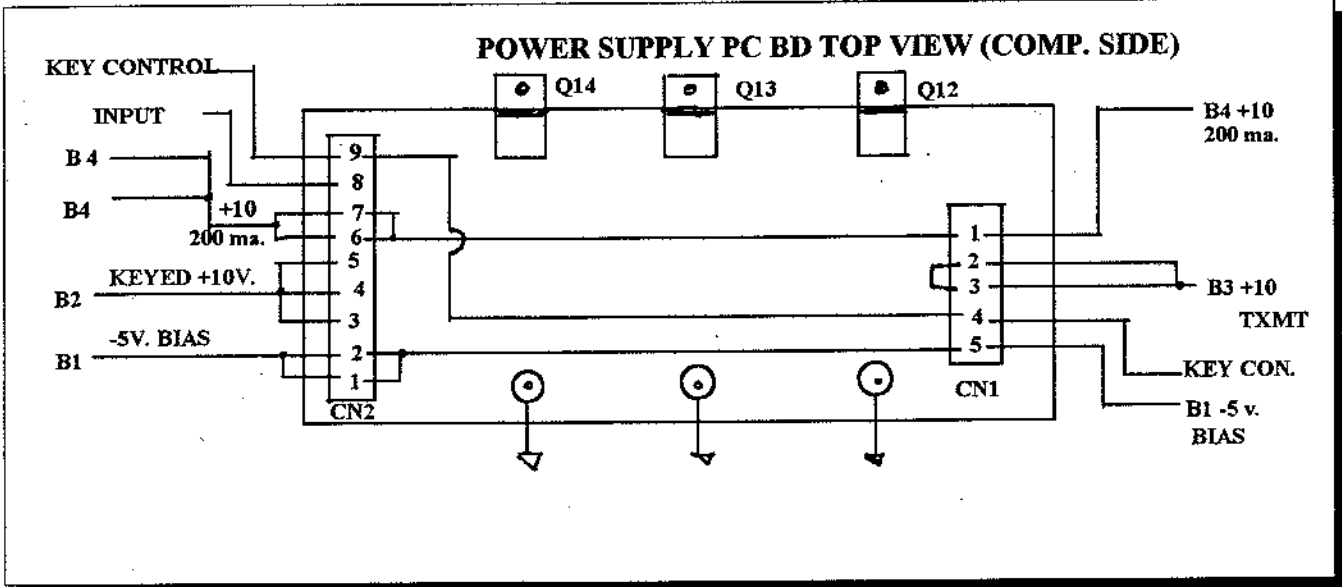 POWER SUPPLY PC BD TOP VIEW (COMP. SIDE)
KEY CONTROL
INPUT
B 4
B4
+10
200 ma.
KEYED +10V.
B2
-5V. BIAS
B1
9
8
7
6
5
4
3
2
1
CN2
Q14
Q13
Q12
1
2
3
4
5
CN1
B4 +10
200 ma.
B3 +10
TXMT
KEY CON.
B1 -5 v.
BIAS